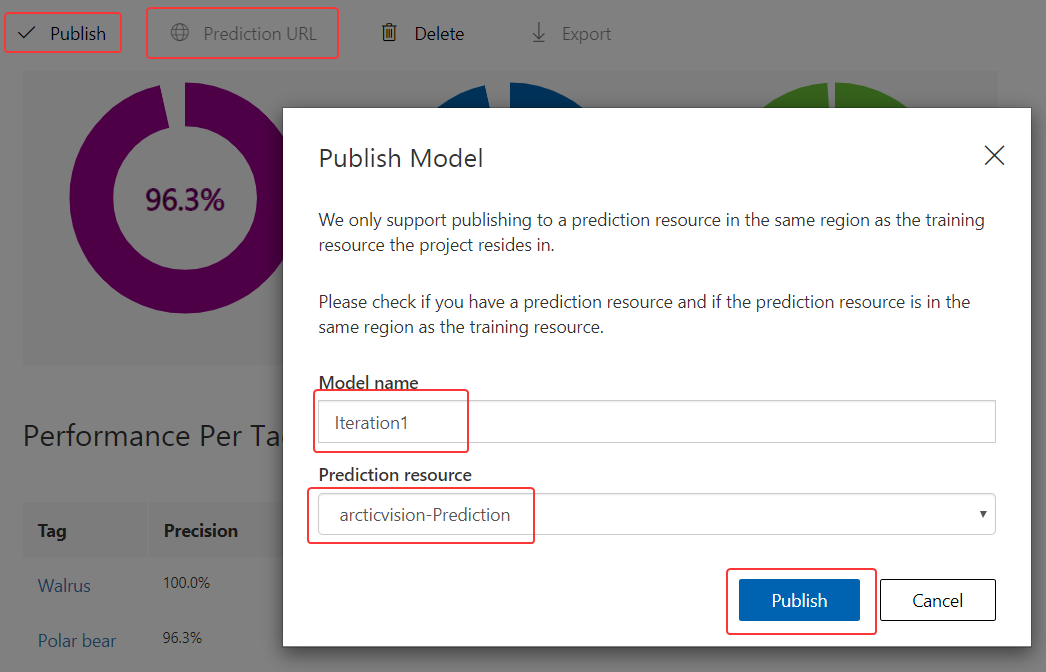 Publish Prediction URL Delete Export
96.3%
Publish Model
We only support publishing to a prediction resource in the same region as the training
resource the project resides in.
Please check if you have a prediction resource and if the prediction resource is in the
same region as the training resource.
Model name
Iteration1
Prediction resource
arcticvision-Prediction
Publish Cancel
Performance Per Ta
Tag Precision
Walrus 100.0%
Polar bear 96.3%